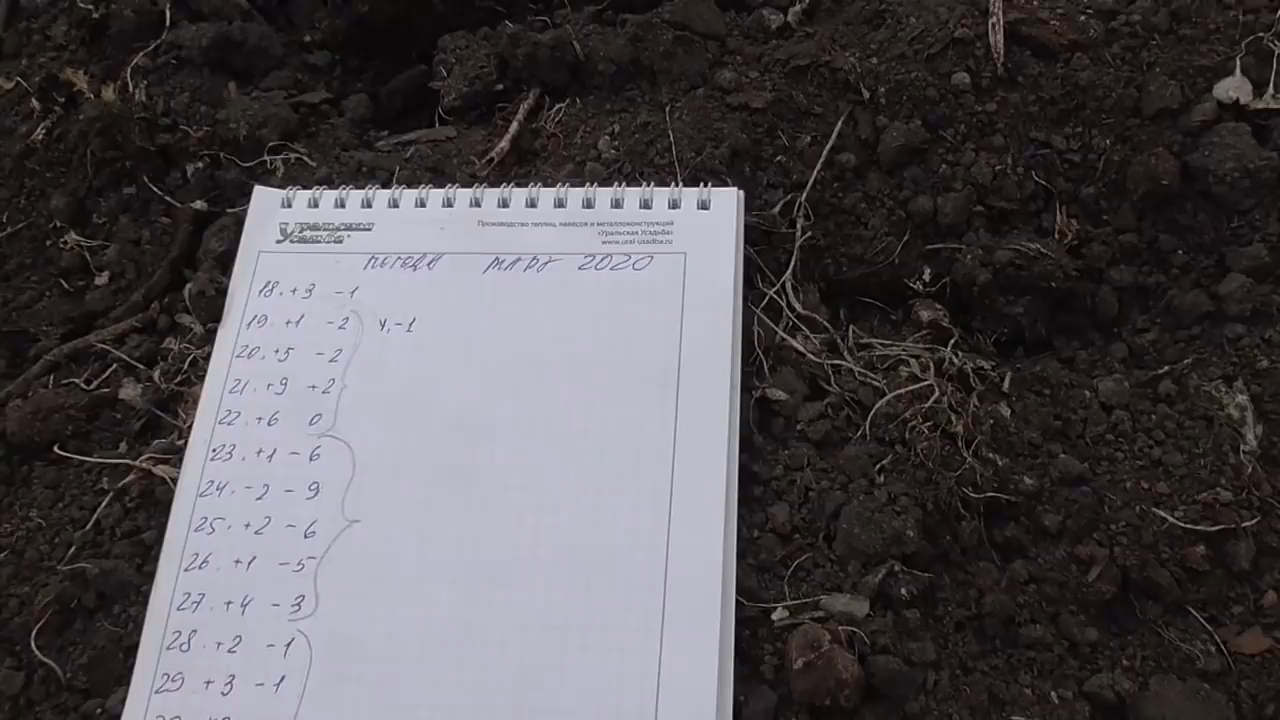 Уральская
Усадьба
Производство теплиц, навесов и металлоконструкций
«Уральская Усадьба»
www.ural-usadba.ru
погода март 2020
18. +3 -1
19. +1 -2 Y,-1
20. +5 -2
21. +9 +2
22. +6 0
23. +1 -6
24. -2 -9
25. +2 -6
26. +1 -5
27. +4 -3
28. +2 -1
29 +3 -1